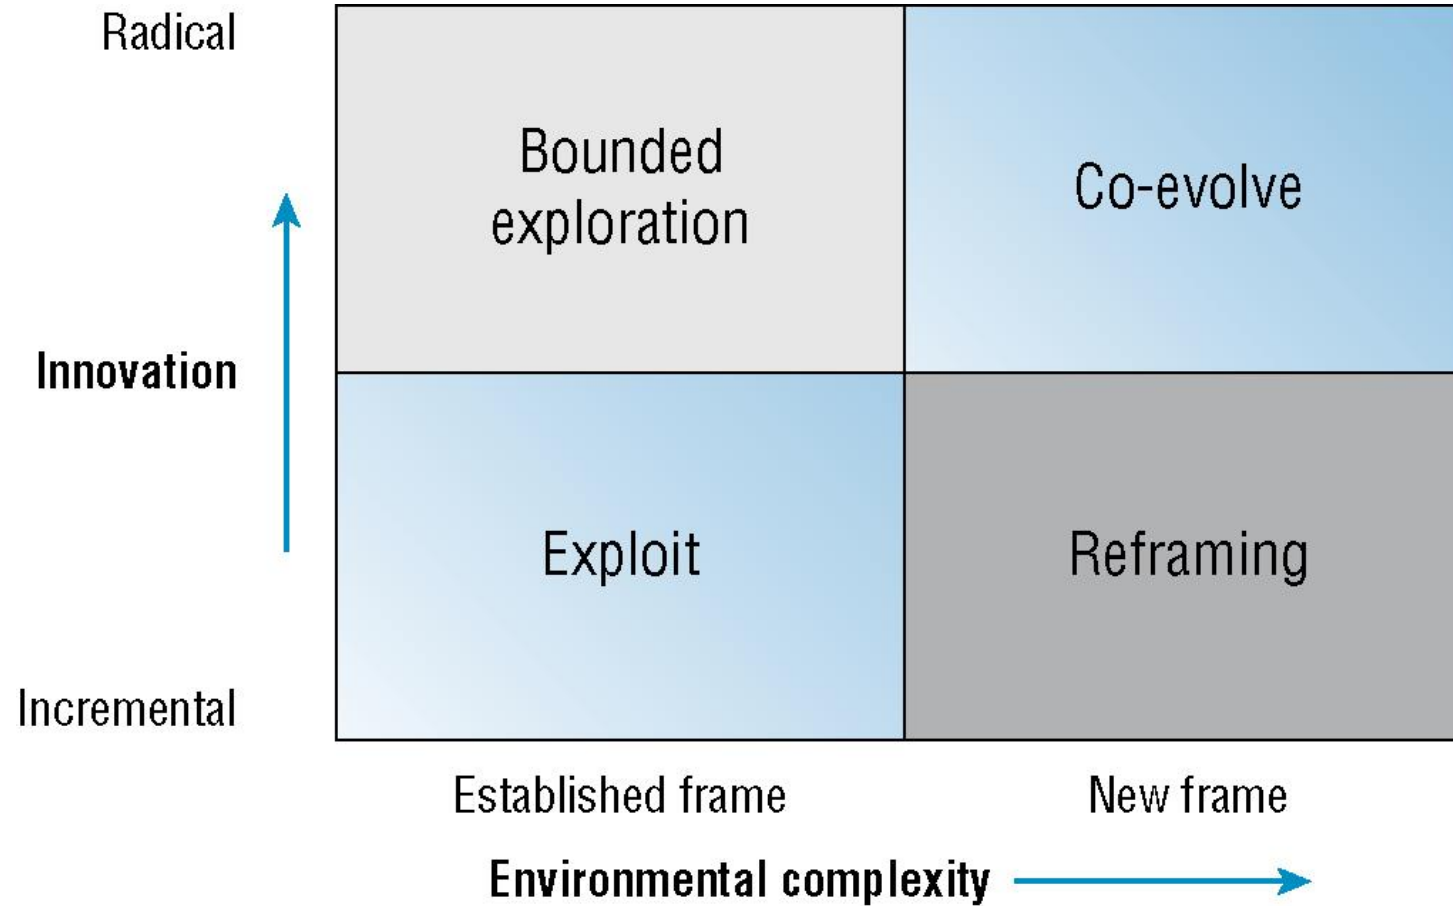 Radical
Bounded
exploration
Co-evolve
Innovation
Exploit
Reframing
Incremental
Established frame
New frame
Environmental complexity